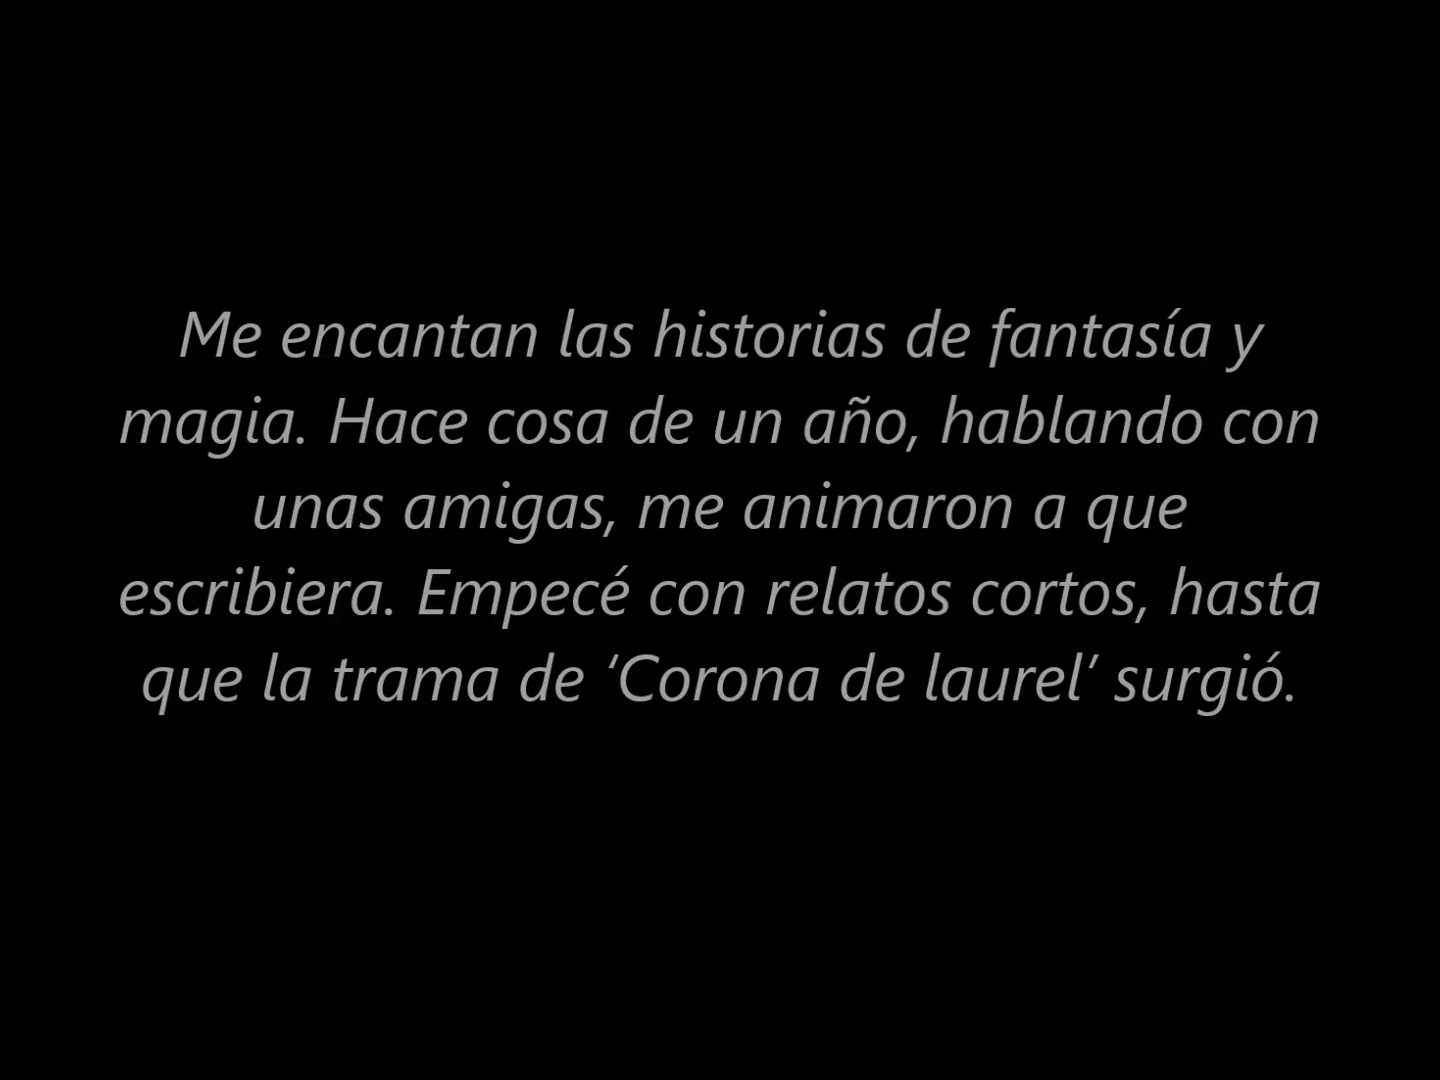 Me encantan las historias de fantasía y
magia. Hace cosa de un año, hablando con
unas amigas, me animaron a que
escribiera. Empecé con relatos cortos, hasta
que la trama de ‘Corona de laurel’ surgió.